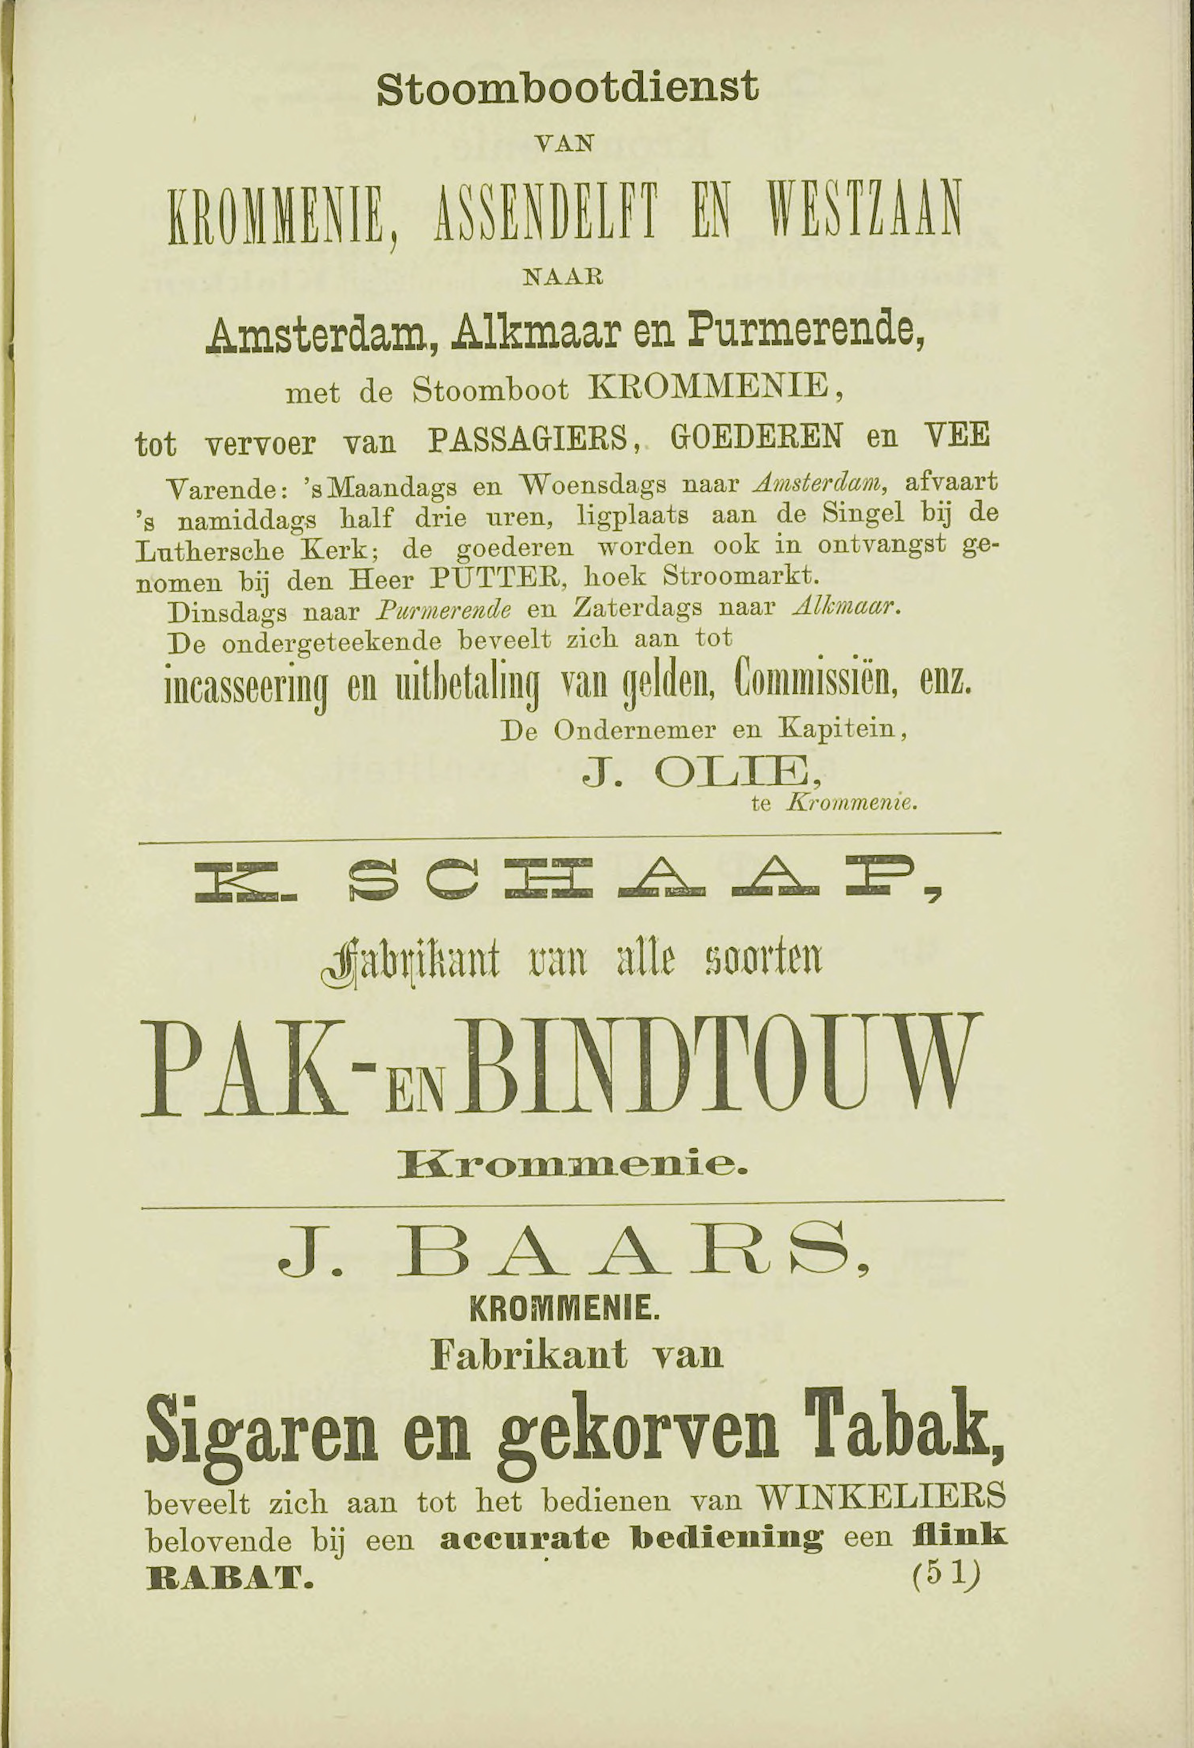 Stoombootdienst
VAN
KROMMENIE, ASSENDELFT EN WESTZAAN
NAAR
Amsterdam, Alkmaar en Purmerende,
met de Stoomboot KROMMENIE,
tot vervoer van PASSAGIERS, GOEDEREN en VEE
Varende: 's Maandags en Woensdags naar Amsterdam, afvaart
's namiddags half drie uren, ligplaats aan de Singel bij de
Luthersche Kerk; de goederen worden ook in ontvangst ge-
nomen bij den Heer PUTTER, hoek Stroomarkt.
Dinsdags naar Purmerende en Zaterdags naar Alkmaar.
De ondergeteekende beveelt zich aan tot
incasseering en uitbetaling van gelden, Commissiën, enz.
De Ondernemer en Kapitein,
J. OLIE,
te Krommenie.
K. SCHAAP,
Fabrikant van alle soorten
PAK- EN BINDTOUW
Krommenie.
J. BAARS,
KROMMENIE.
Fabrikant van
Sigaren en gekorven Tabak,
beveelt zich aan tot het bedienen van WINKELIERS
belovende bij een accurate bediening een flink
RABAT. (51)